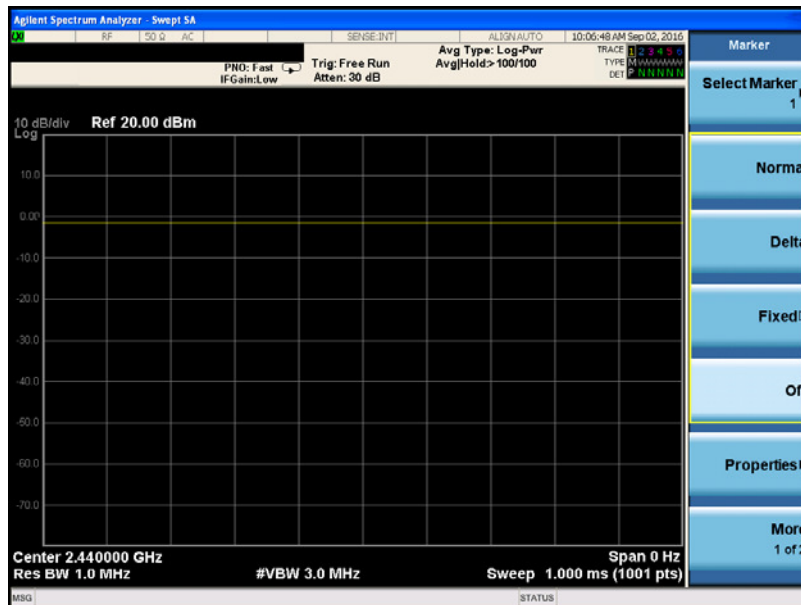 Agilent Spectrum Analyzer - Swept SA
RF 50 Ω AC SENSE:INT ALIGN AUTO 10:06:48 AM Sep 02, 2016
PNO: Fast Trig: Free Run Avg Type: Log-Pwr TRACE 1 2 3 4 5 6
IFGain:Low Atten: 30 dB Avg|Hold:>100/100 TYPE M WWWWW
DET P N N N N N
10 dB/div Ref 20.00 dBm
Log
10.0
0.00
-10.0
-20.0
-30.0
-40.0
-50.0
-60.0
-70.0
Center 2.440000 GHz Span 0 Hz
Res BW 1.0 MHz #VBW 3.0 MHz Sweep 1.000 ms (1001 pts)
MSG STATUS
Marker
Select Marker
1
Norma
Delta
Fixed
Of
Properties
More
1 of 2